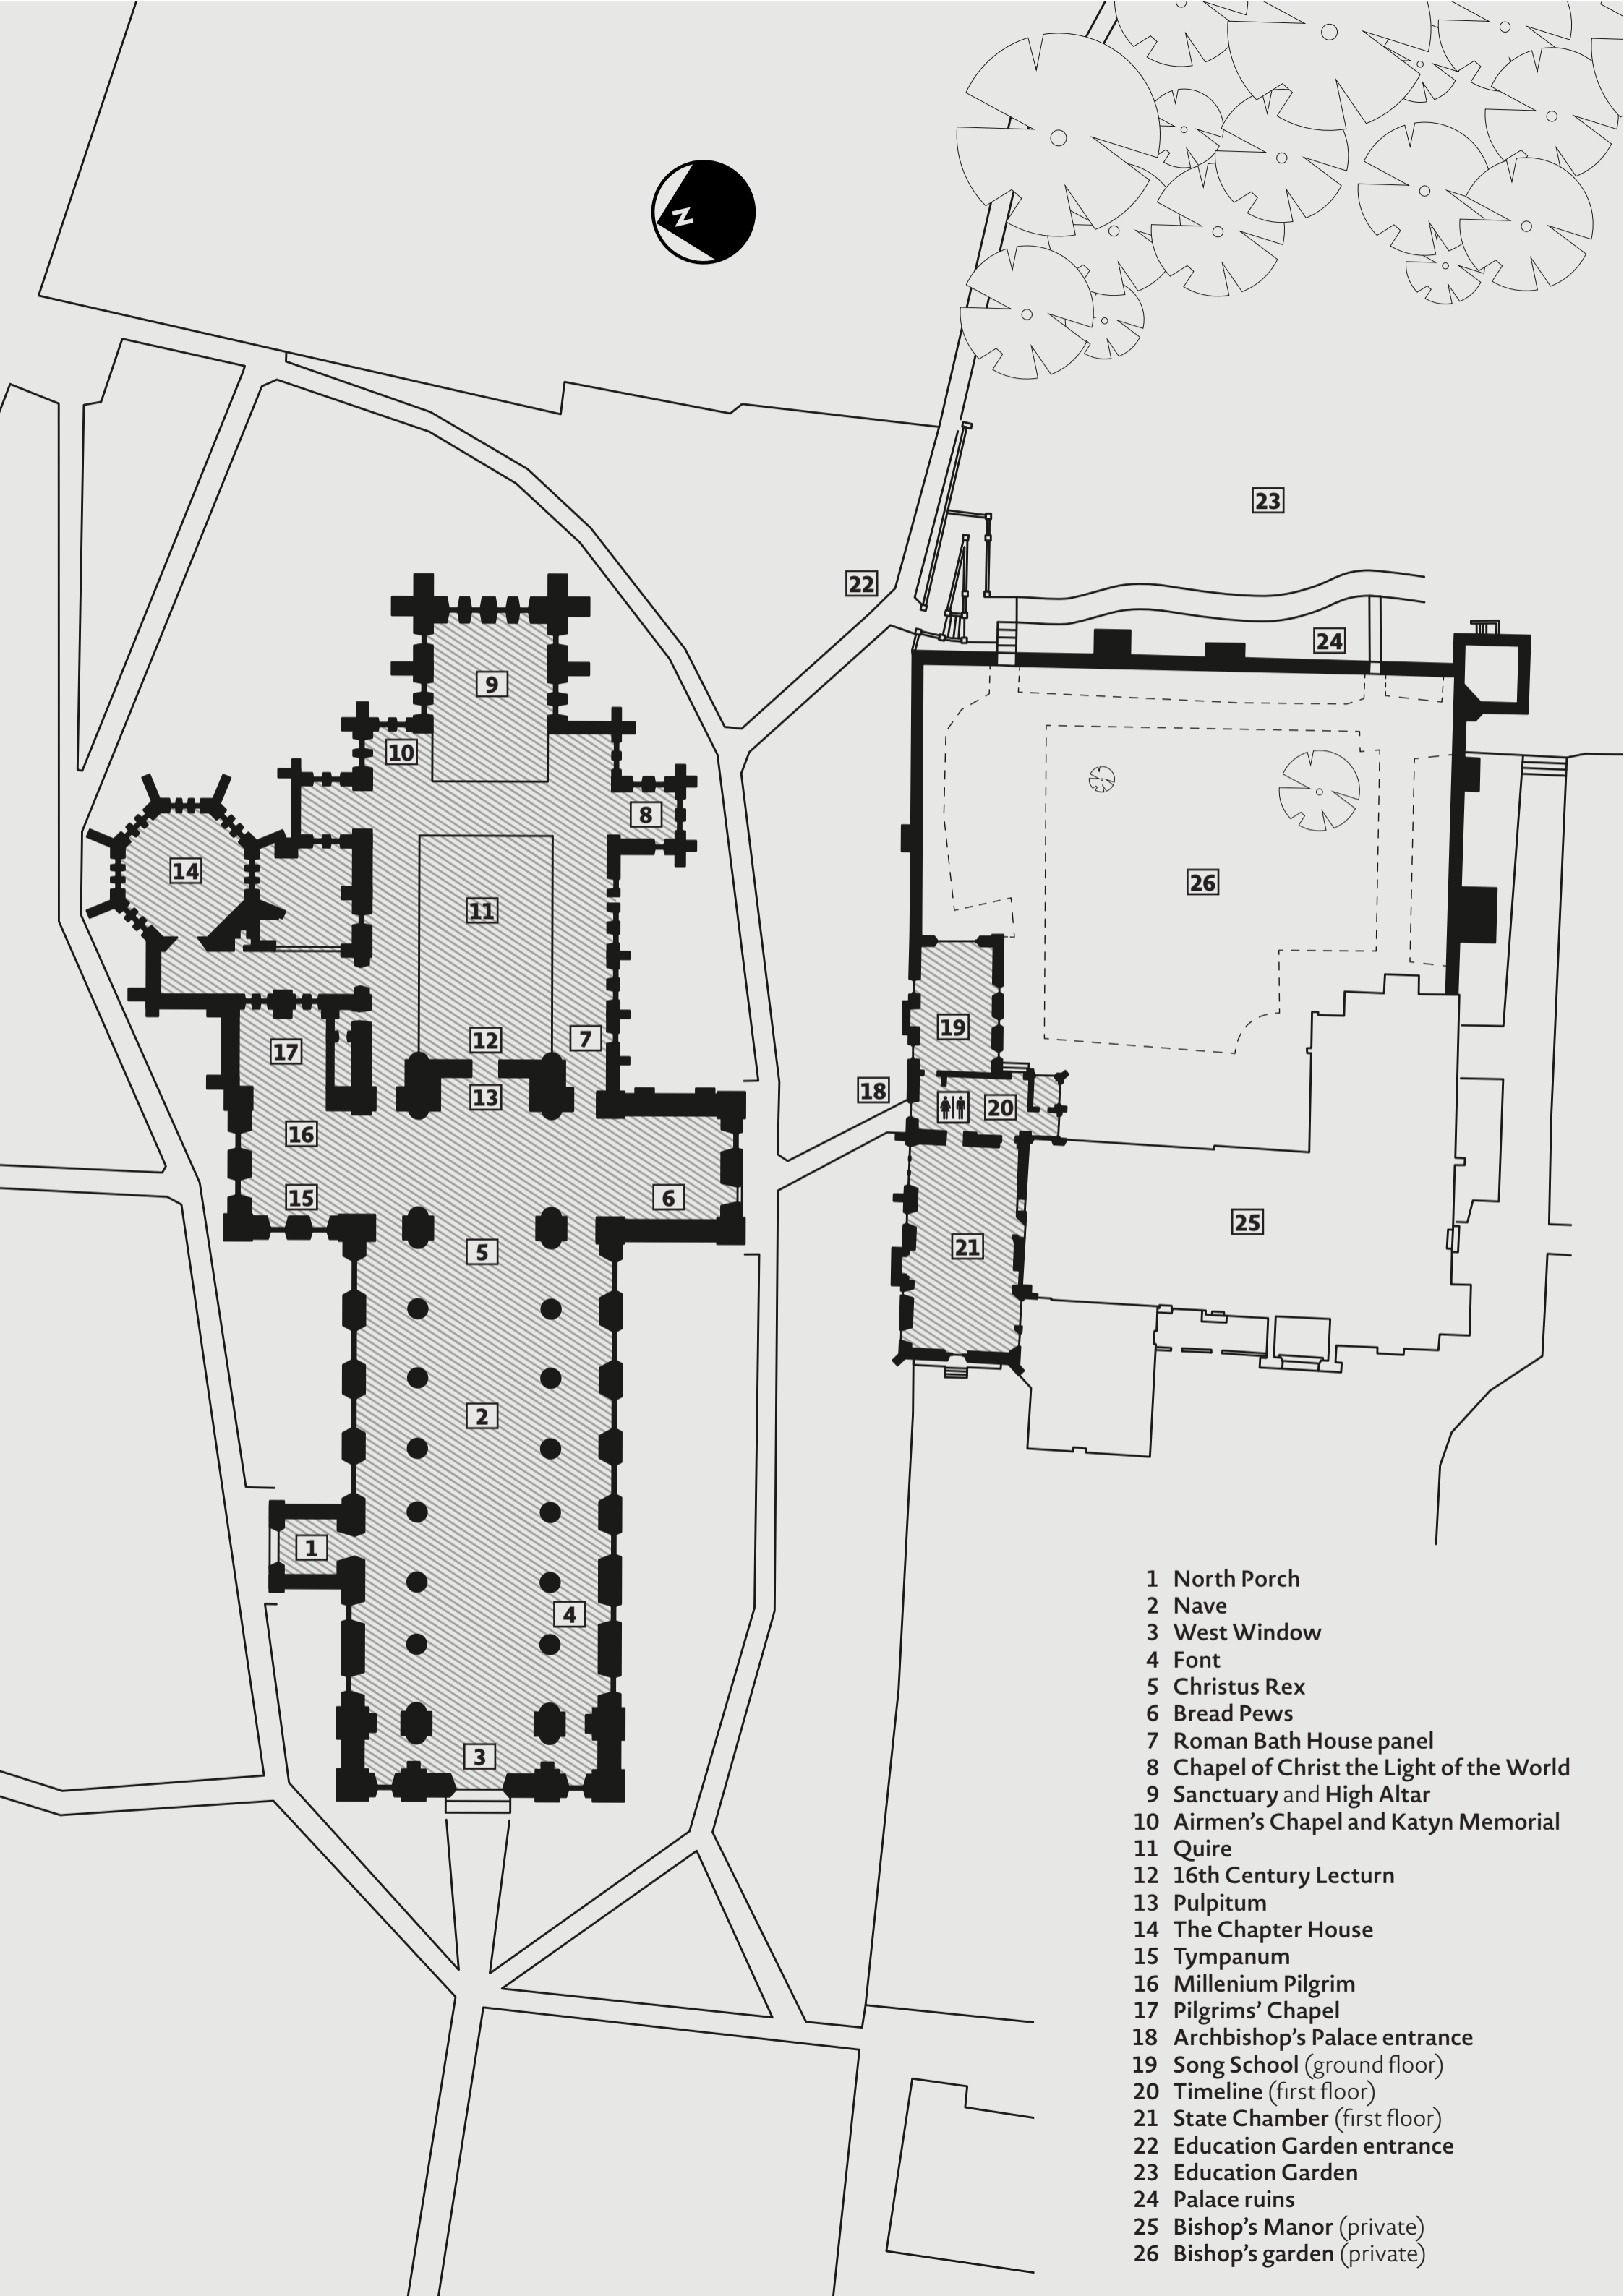 N
23
22
24
9
10
8
14
26
11
19
12
7
17
13
18
20
16
15
6
25
5
21
2
1
4
3
1 North Porch
2 Nave
3 West Window
4 Font
5 Christus Rex
6 Bread Pews
7 Roman Bath House panel
8 Chapel of Christ the Light of the World
9 Sanctuary and High Altar
10 Airmen's Chapel and Katyn Memorial
11 Quire
12 16th Century Lecturn
13 Pulpitum
14 The Chapter House
15 Tympanum
16 Millenium Pilgrim
17 Pilgrims' Chapel
18 Archbishop's Palace entrance
19 Song School (ground floor)
20 Timeline (first floor)
21 State Chamber (first floor)
22 Education Garden entrance
23 Education Garden
24 Palace ruins
25 Bishop's Manor (private)
26 Bishop's garden (private)